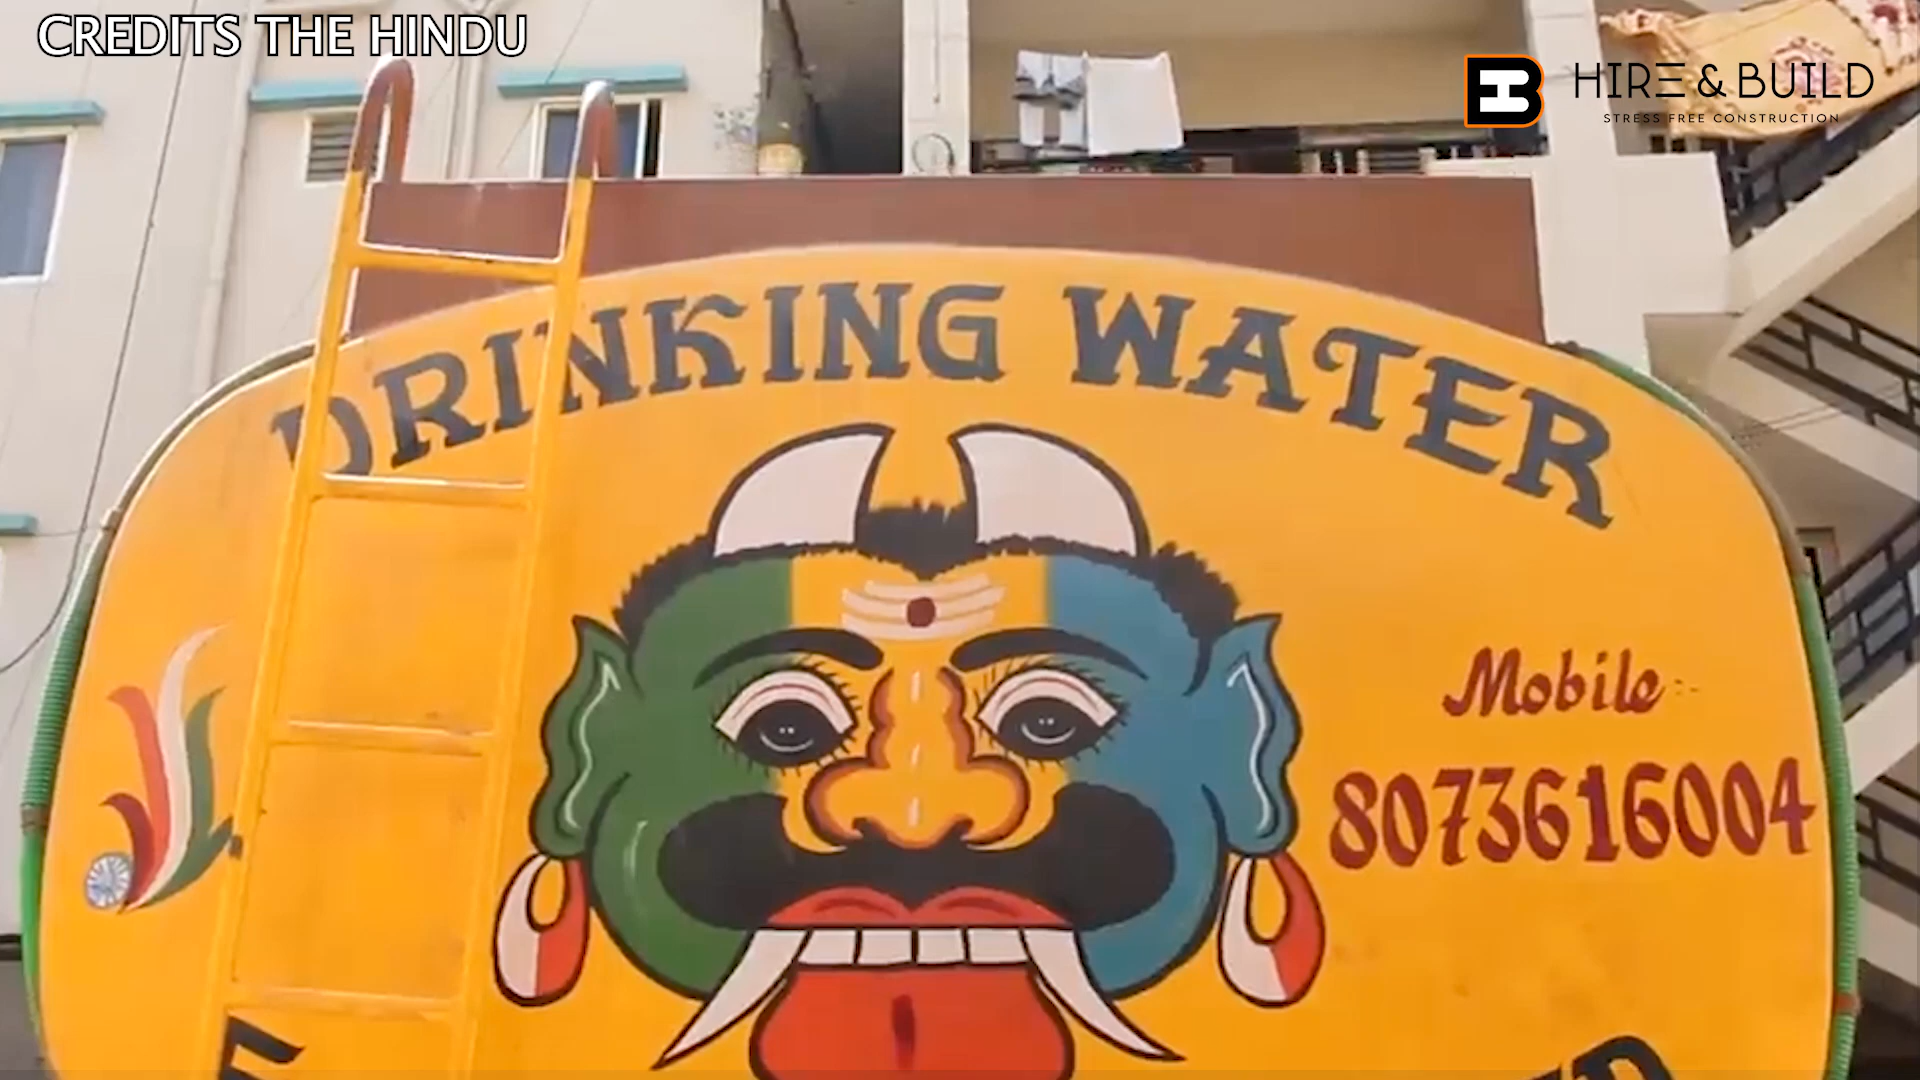 CREDITS THE HINDU
HIRE & BUILD
STRESS FREE CONSTRUCTION
DRINKING WATER
Mobile:-
8073616004